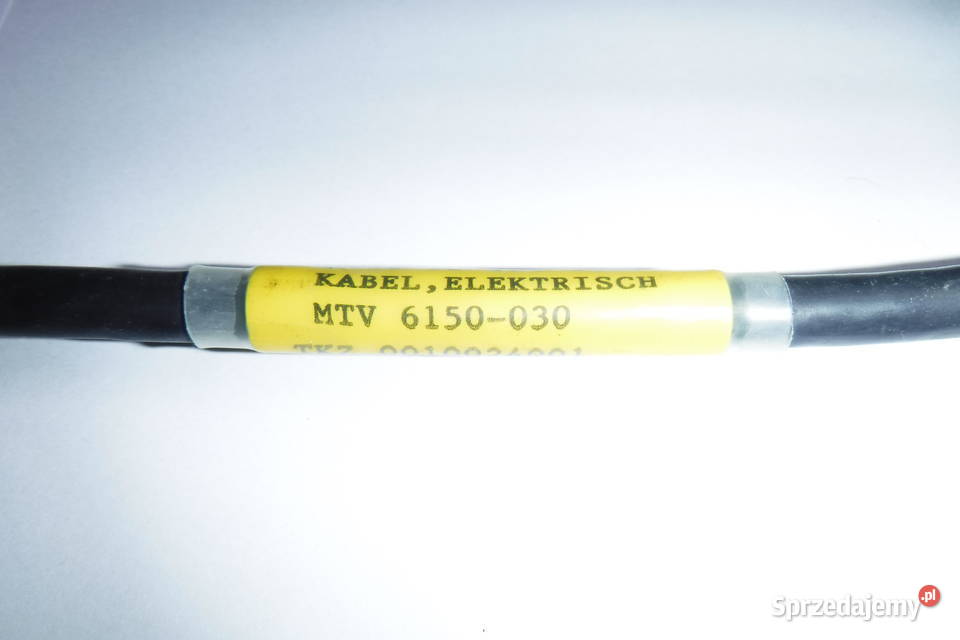 KABEL,ELEKTRISCH
MTV 6150-030
Sprzedajemy.pl